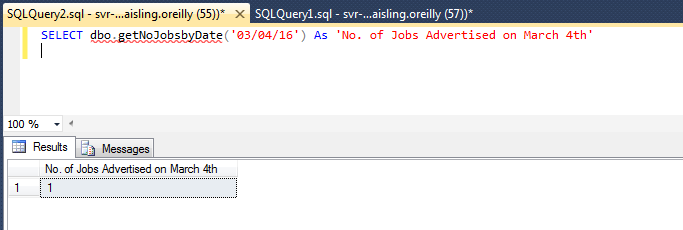 SQLQuery2.sql - svr-...aisling.oreilly (55))* SQLQuery1.sql - svr-...aisling.oreilly (57))*
SELECT dbo.getNoJobsbyDate('03/04/16') As 'No. of Jobs Advertised on March 4th'
100 %
Results Messages
No. of Jobs Advertised on March 4th
1 1